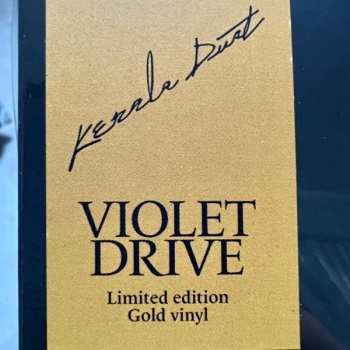 Kerala Dust
VIOLET
DRIVE
Limited edition
Gold vinyl